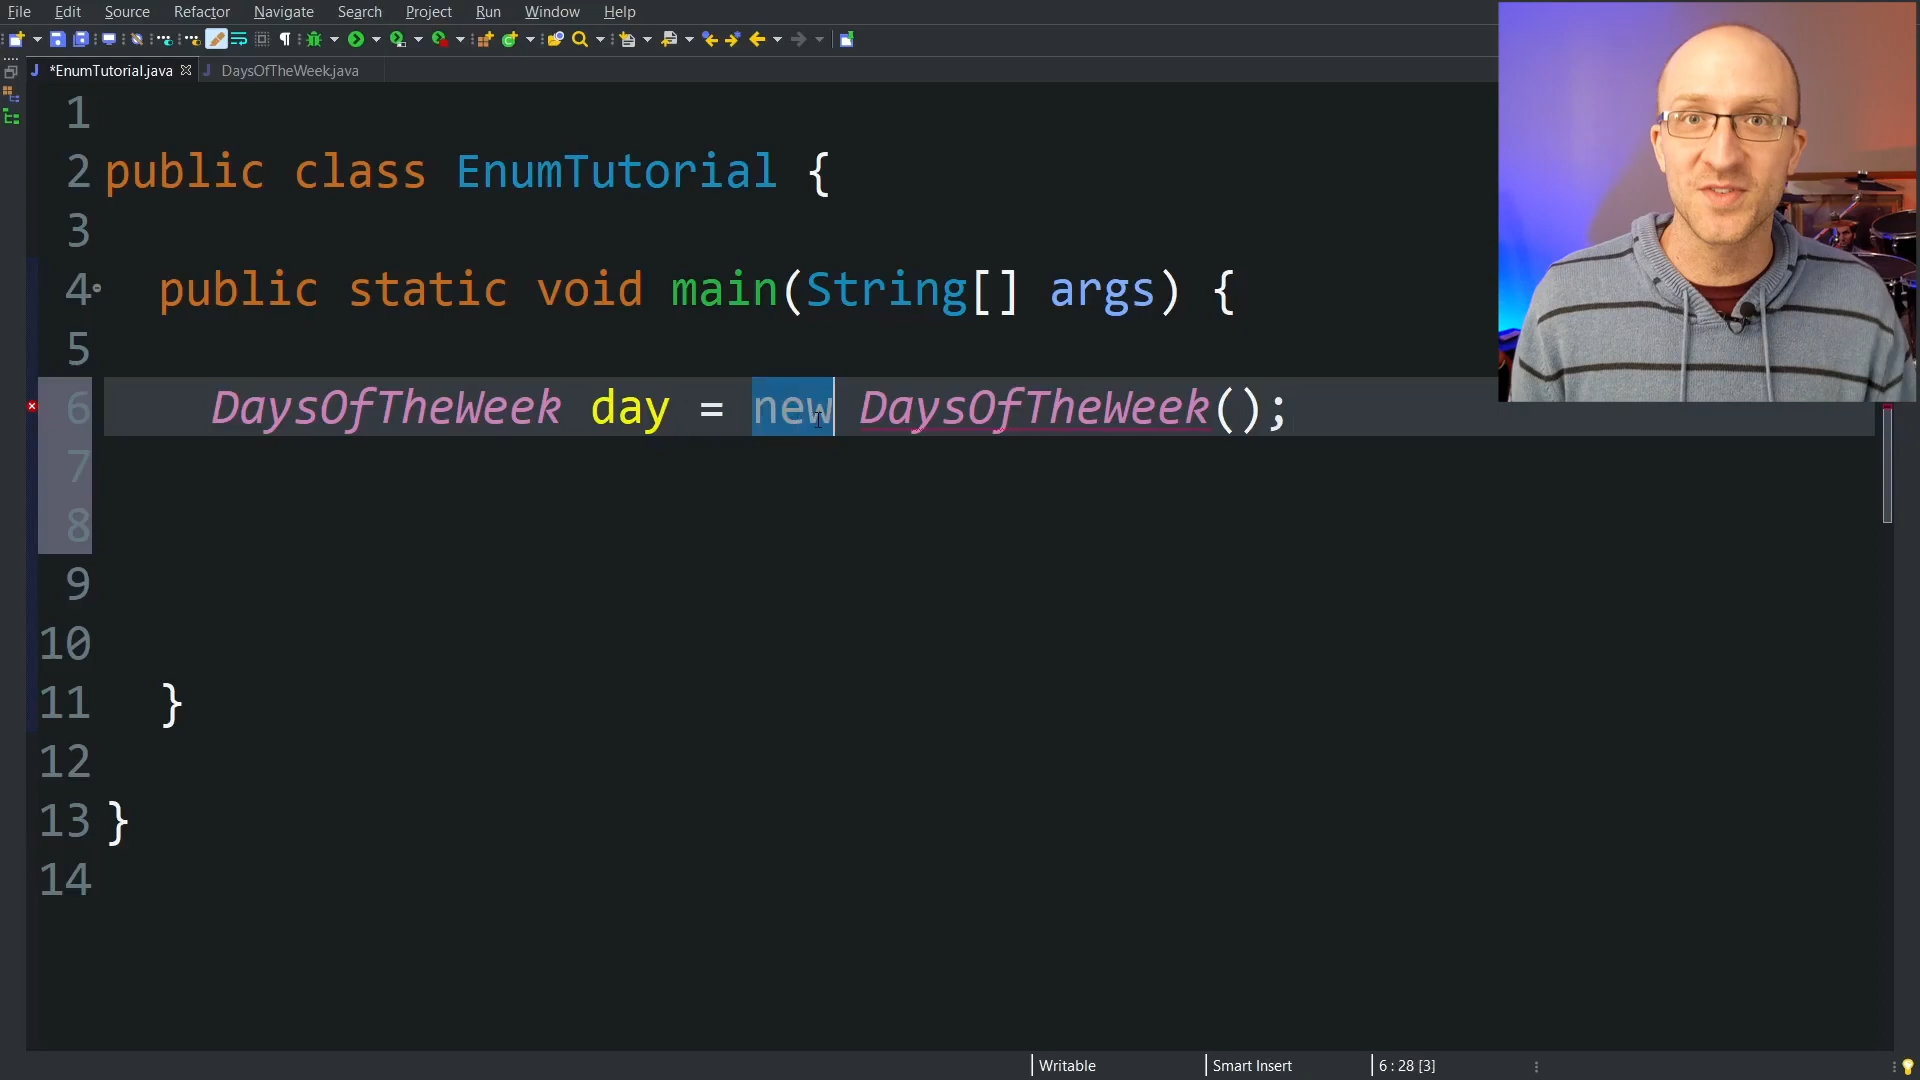 File Edit Source Refactor Navigate Search Project Run Window Help
*EnumTutorial.java DaysOfTheWeek.java
1
2 public class EnumTutorial {
3
4 public static void main(String[] args) {
5
6 DaysOfTheWeek day = new DaysOfTheWeek();
7
8
9
10
11 }
12
13 }
14
Writable Smart Insert 6 : 28 [3]